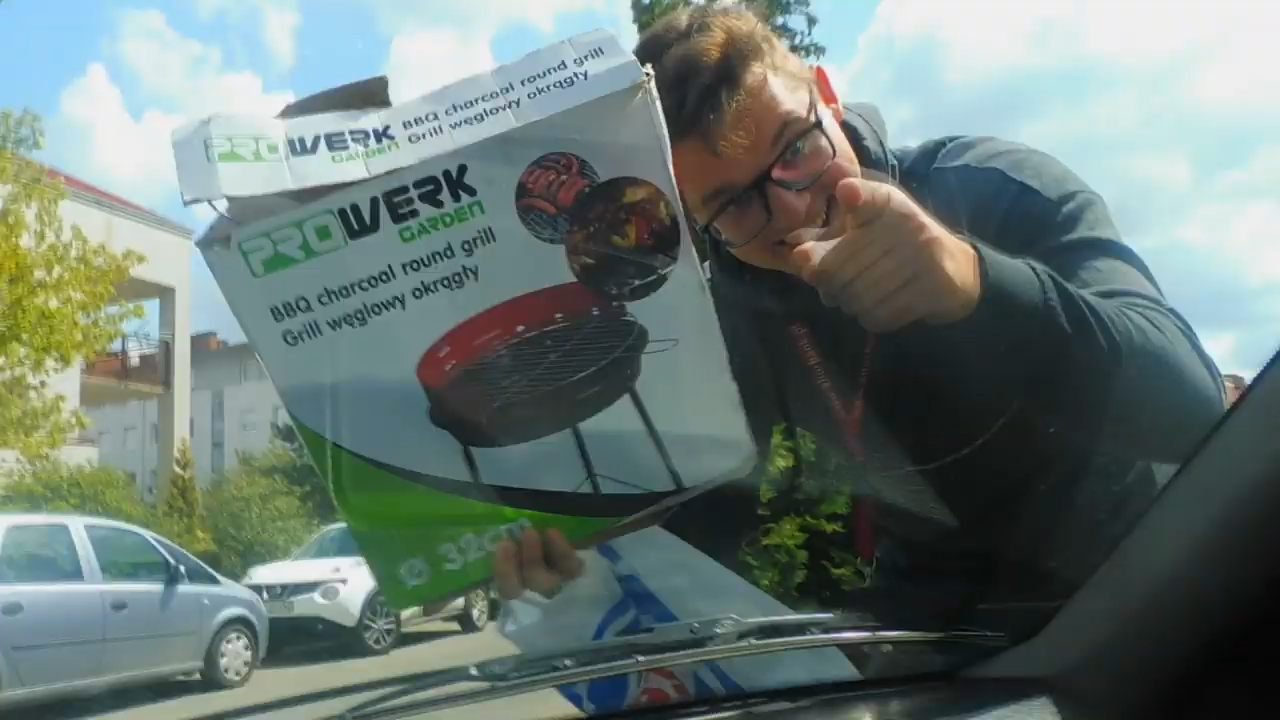 PROWERK
GARDEN
BBQ charcoal round grill
Grill węglowy okrągły
PROWERK
GARDEN
BBQ charcoal round grill
Grill węglowy okrągły
Ø 32cm